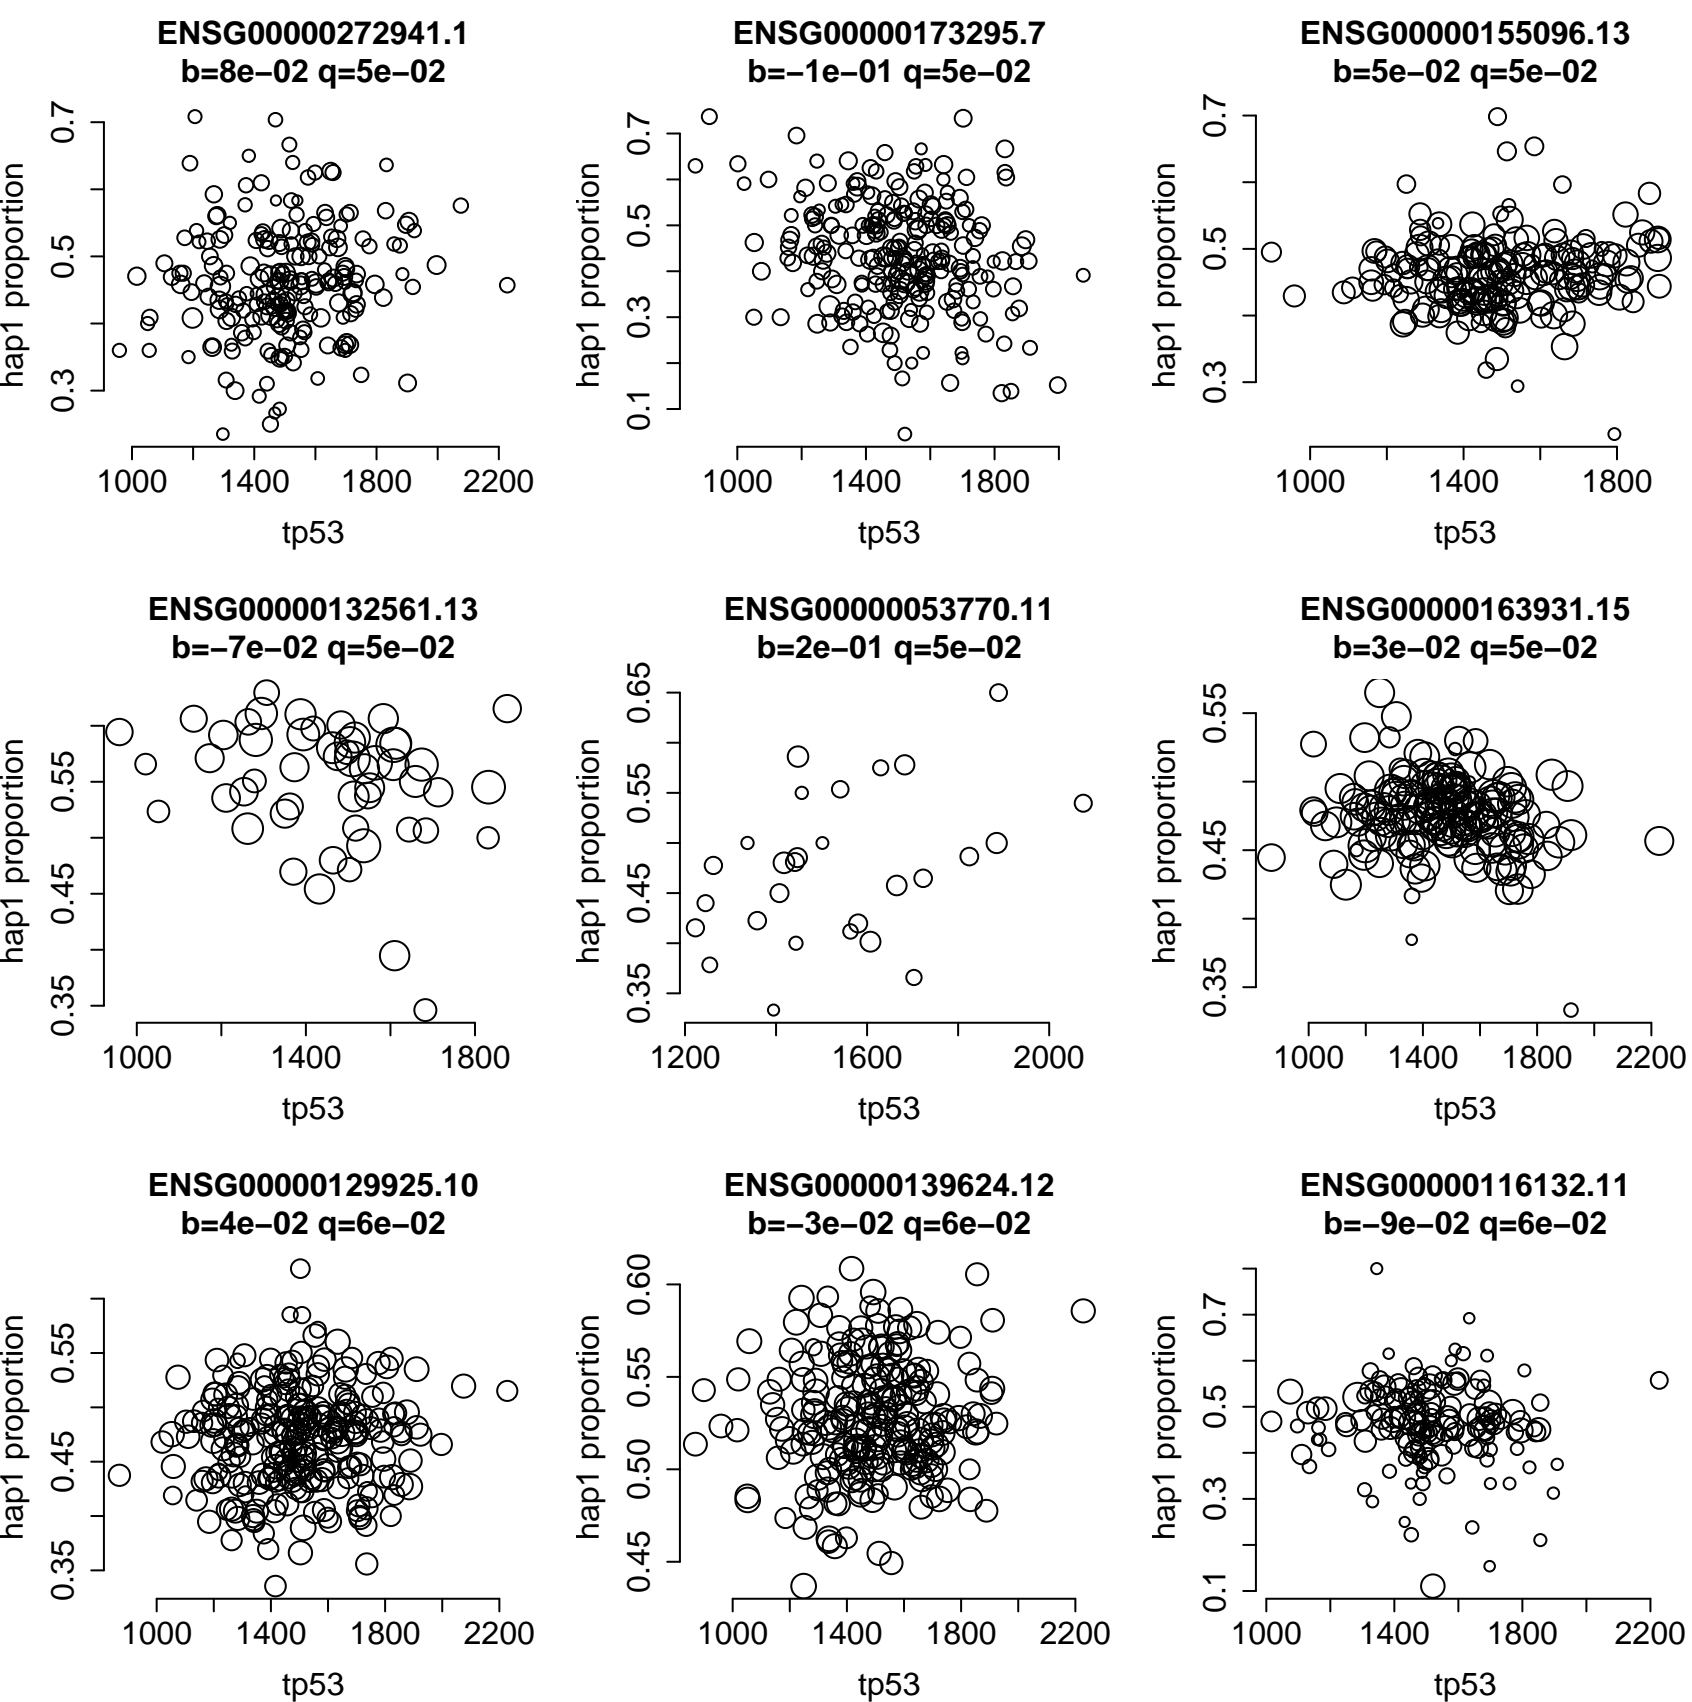 ENSG00000272941.1
b=8e−02 q=5e−02
hap1 proportion
0.3 0.5 0.7
1000 1400 1800 2200
tp53
ENSG00000173295.7
b=−1e−01 q=5e−02
hap1 proportion
0.1 0.3 0.5 0.7
1000 1400 1800
tp53
ENSG00000155096.13
b=5e−02 q=5e−02
hap1 proportion
0.3 0.5 0.7
1000 1400 1800
tp53
ENSG00000132561.13
b=−7e−02 q=5e−02
hap1 proportion
0.35 0.45 0.55
1000 1400 1800
tp53
ENSG00000053770.11
b=2e−01 q=5e−02
hap1 proportion
0.35 0.45 0.55 0.65
1200 1600 2000
tp53
ENSG00000163931.15
b=3e−02 q=5e−02
hap1 proportion
0.35 0.45 0.55
1000 1400 1800 2200
tp53
ENSG00000129925.10
b=4e−02 q=6e−02
hap1 proportion
0.35 0.45 0.55
1000 1400 1800 2200
tp53
ENSG00000139624.12
b=−3e−02 q=6e−02
hap1 proportion
0.45 0.50 0.55 0.60
1000 1400 1800 2200
tp53
ENSG00000116132.11
b=−9e−02 q=6e−02
hap1 proportion
0.1 0.3 0.5 0.7
1000 1400 1800 2200
tp53